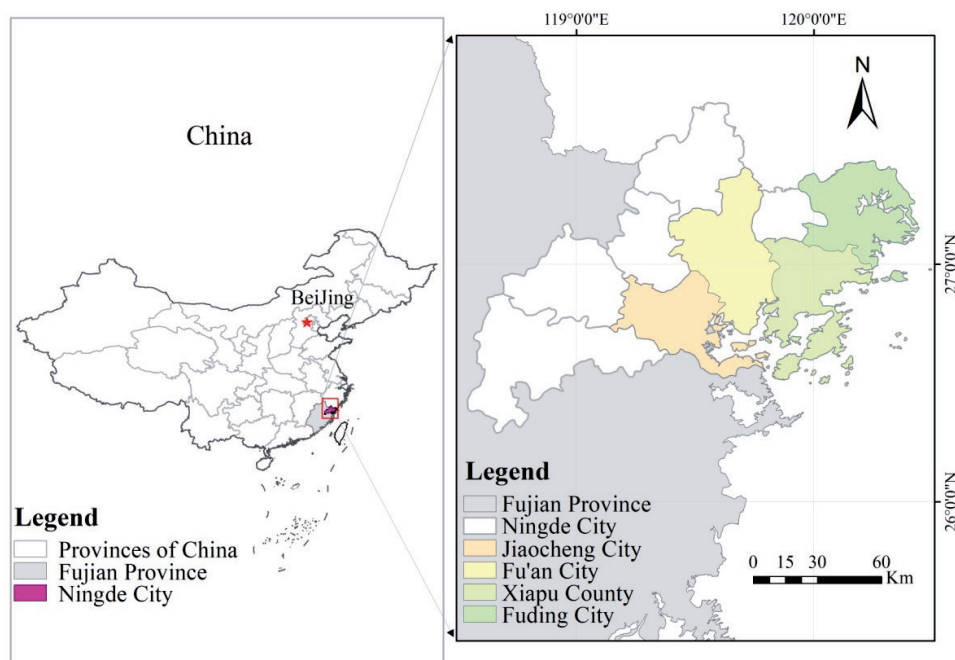 China
BeiJing
Legend
Provinces of China
Fujian Province
Ningde City
119°0'0"E
120°0'0"E
N
27°0'0"N
26°0'0"N
Legend
Fujian Province
Ningde City
Jiaocheng City
Fu'an City
Xiapu County
Fuding City
0 15 30 60
Km